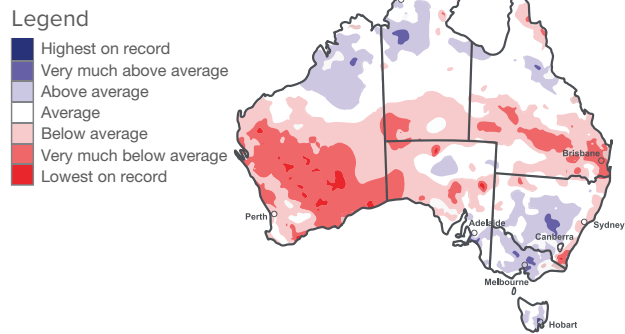 Legend
Highest on record
Very much above average
Above average
Average
Below average
Very much below average
Lowest on record
Brisbane
Perth
Adelaide
Sydney
Canberra
Melbourne
Hobart